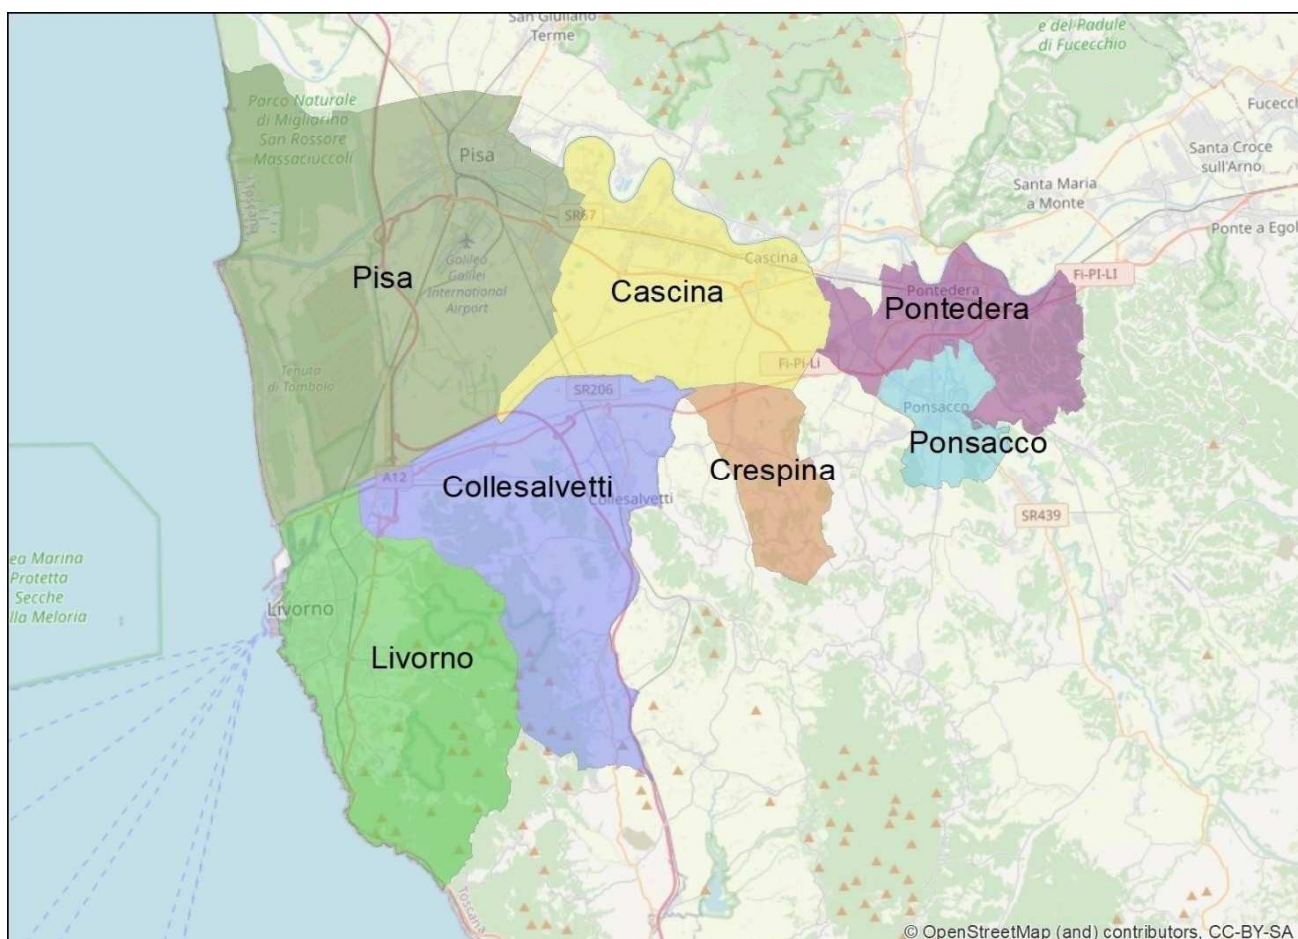 San Giuliano
Terme
e del Padule
di Fucecchio
Parco Naturale
di Migliarino
San Rossore
Massaciuccoli
Fucecch
Pisa
Santa Croce
sull'Arno
Santa Maria
a Monte
SR67
Ponte a Egol
Cascina
Galileo
Galilei
International
Airport
Pisa
Cascina
Fi-PI-LI
Pontedera
Pontedera
Tenuta
di Tombolo
Fi-Pi-Li
SR206
Ponsacco
Ponsacco
Crespina
A12
Collesalvetti
Collesalvetti
SR439
ea Marina
Protetta
Secche
lla Meloria
Livorno
Livorno
Toscana
© OpenStreetMap (and) contributors, CC-BY-SA